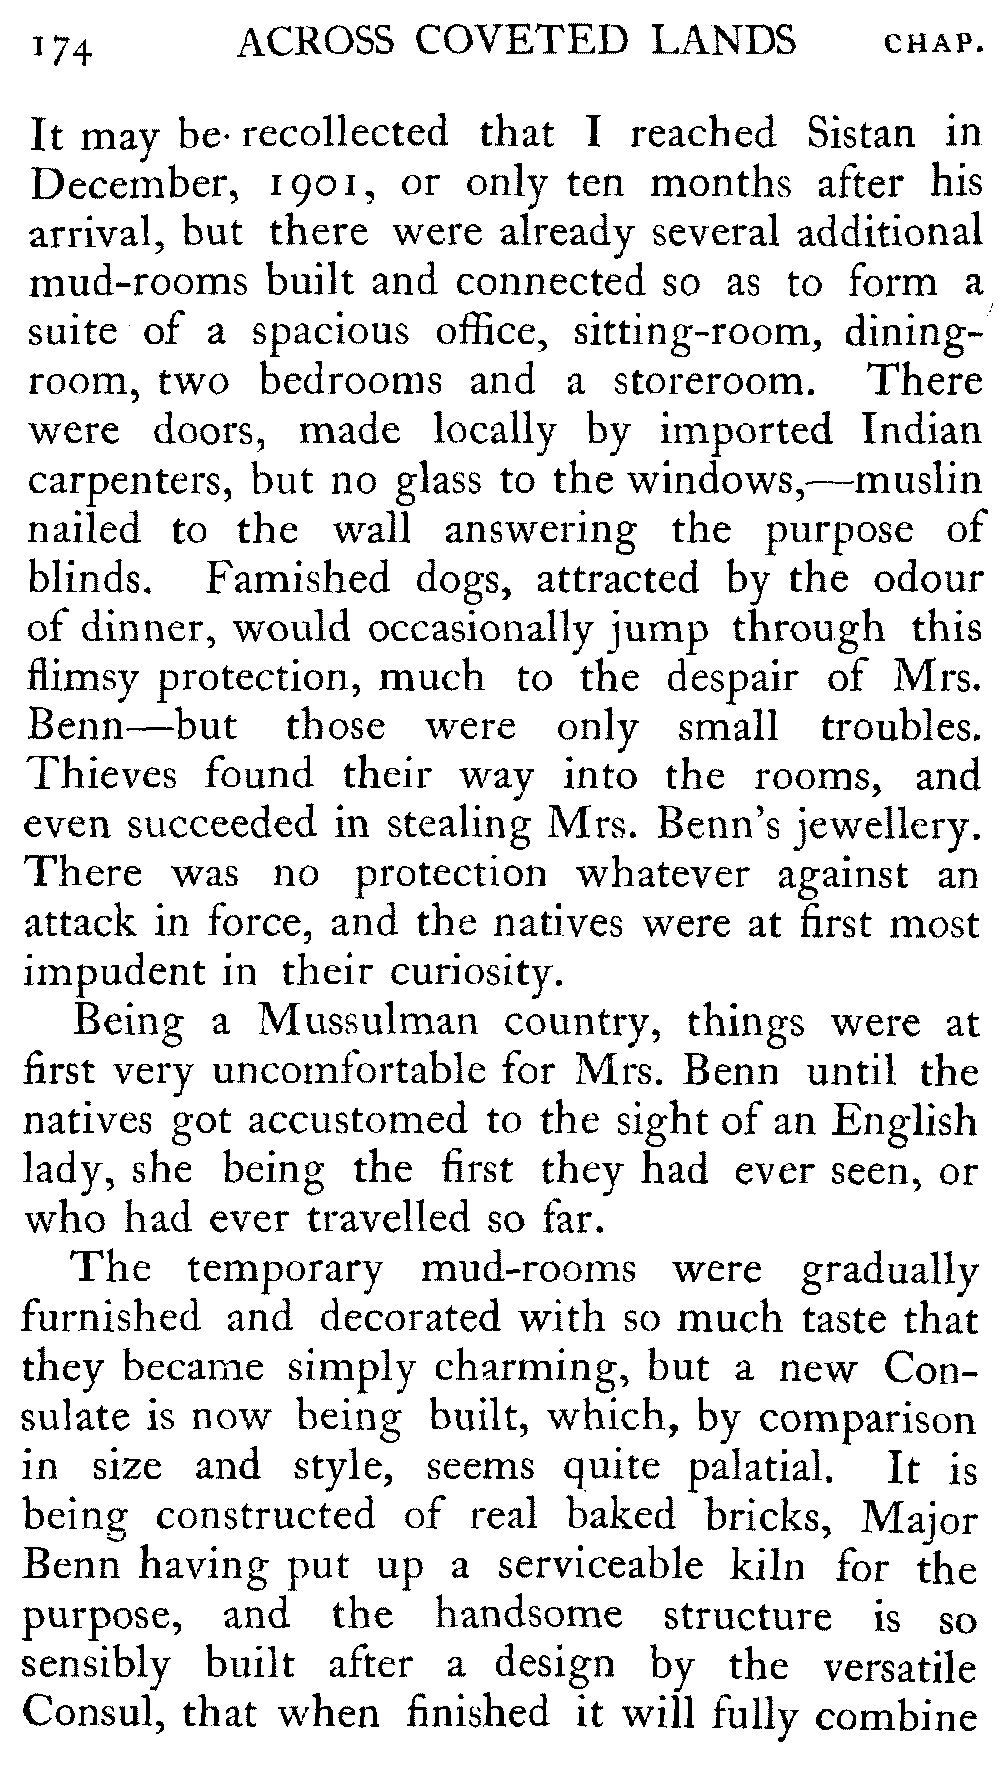 174 ACROSS COVETED LANDS CHAP.
It may be recollected that I reached Sistan in
December, 1901, or only ten months after his
arrival, but there were already several additional
mud-rooms built and connected so as to form a
suite of a spacious office, sitting-room, dining-
room, two bedrooms and a storeroom. There
were doors, made locally by imported Indian
carpenters, but no glass to the windows,—muslin
nailed to the wall answering the purpose of
blinds. Famished dogs, attracted by the odour
of dinner, would occasionally jump through this
flimsy protection, much to the despair of Mrs.
Benn—but those were only small troubles.
Thieves found their way into the rooms, and
even succeeded in stealing Mrs. Benn's jewellery.
There was no protection whatever against an
attack in force, and the natives were at first most
impudent in their curiosity.
Being a Mussulman country, things were at
first very uncomfortable for Mrs. Benn until the
natives got accustomed to the sight of an English
lady, she being the first they had ever seen, or
who had ever travelled so far.
The temporary mud-rooms were gradually
furnished and decorated with so much taste that
they became simply charming, but a new Con-
sulate is now being built, which, by comparison
in size and style, seems quite palatial. It is
being constructed of real baked bricks, Major
Benn having put up a serviceable kiln for the
purpose, and the handsome structure is so
sensibly built after a design by the versatile
Consul, that when finished it will fully combine